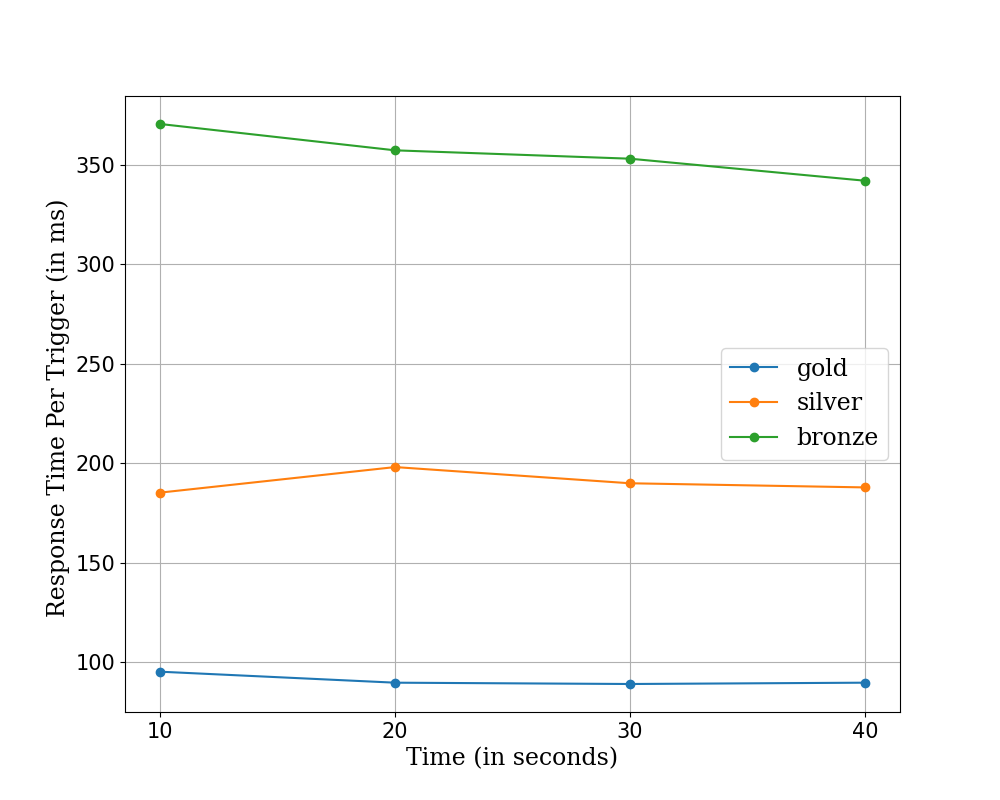 Response Time Per Trigger (in ms)
350
300
250
200
150
100
gold
silver
bronze
10 20 30 40
Time (in seconds)